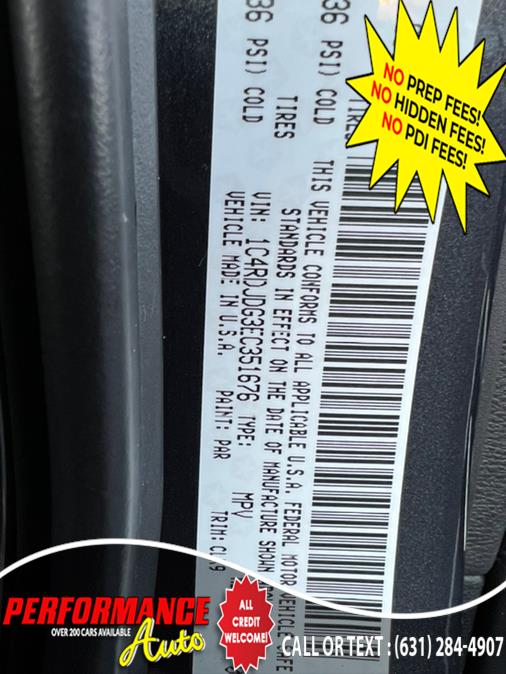 NO PREP FEES!
NO HIDDEN FEES!
NO PDI FEES!
36 PSI) COLD
TIRES
36 PSI) COLD
TIRES
THIS VEHICLE CONFORMS TO ALL APPLICABLE U.S.A. FEDERAL MOTOR VEHICLE
STANDARDS IN EFFECT ON THE DATE OF MANUFACTURE SHOWN
VIN: 1C4RDJDG3EC351676 TYPE: MPV
VEHICLE MADE IN U.S.A. PAINT: PAR TRIM:
PERFORMANCE
OVER 200 CARS AVAILABLE
Auto
ALL
CREDIT
WELCOME!
CALL OR TEXT : (631) 284-4907